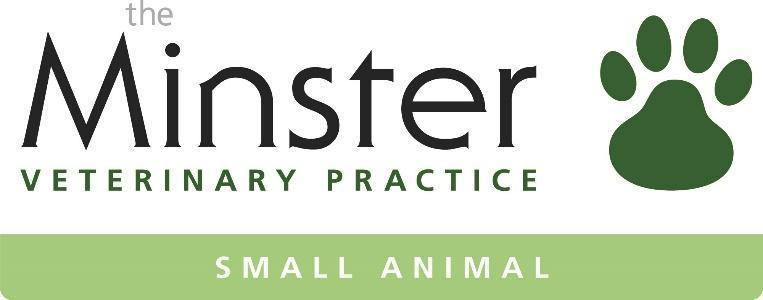 the
Minster
VETERINARY PRACTICE
SMALL ANIMAL